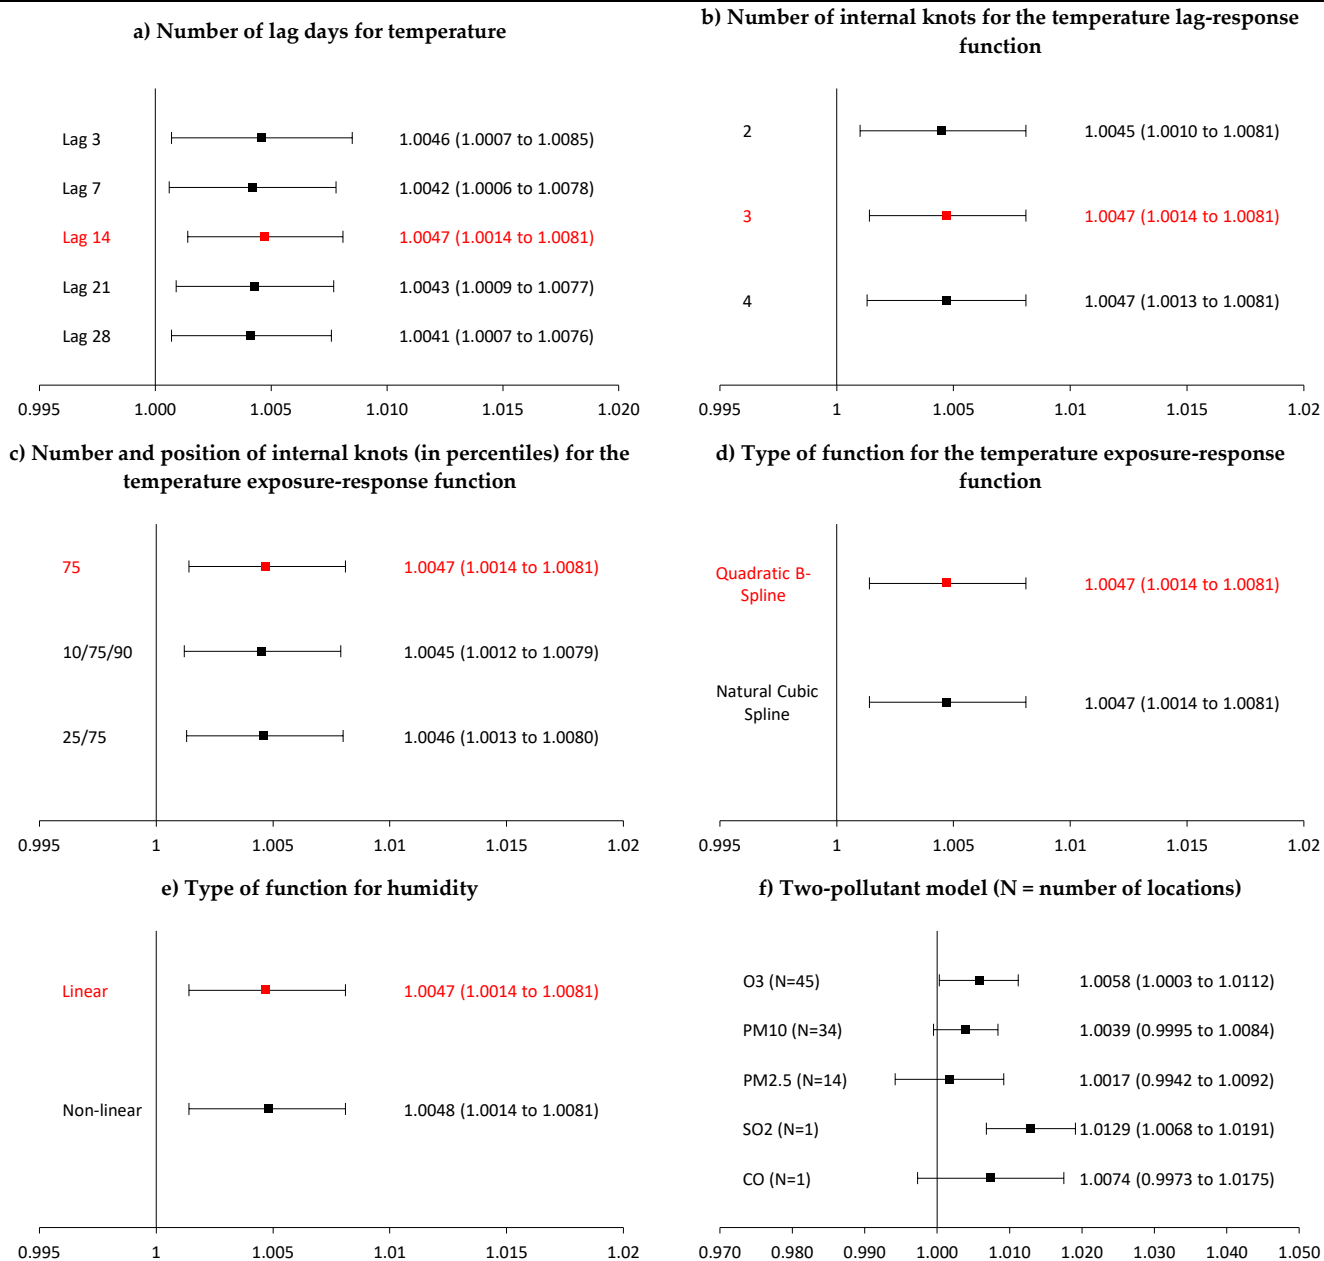 a) Number of lag days for temperature
Lag 3
1.0046 (1.0007 to 1.0085)
Lag 7
1.0042 (1.0006 to 1.0078)
Lag 14
1.0047 (1.0014 to 1.0081)
Lag 21
1.0043 (1.0009 to 1.0077)
Lag 28
1.0041 (1.0007 to 1.0076)
0.995 1.000 1.005 1.010 1.015 1.020
b) Number of internal knots for the temperature lag-response
function
2
1.0045 (1.0010 to 1.0081)
3
1.0047 (1.0014 to 1.0081)
4
1.0047 (1.0013 to 1.0081)
0.995 1 1.005 1.01 1.015 1.02
c) Number and position of internal knots (in percentiles) for the
temperature exposure-response function
75
1.0047 (1.0014 to 1.0081)
10/75/90
1.0045 (1.0012 to 1.0079)
25/75
1.0046 (1.0013 to 1.0080)
0.995 1 1.005 1.01 1.015 1.02
d) Type of function for the temperature exposure-response
function
Quadratic B-
Spline
1.0047 (1.0014 to 1.0081)
Natural Cubic
Spline
1.0047 (1.0014 to 1.0081)
0.995 1 1.005 1.01 1.015 1.02
e) Type of function for humidity
Linear
1.0047 (1.0014 to 1.0081)
Non-linear
1.0048 (1.0014 to 1.0081)
0.995 1 1.005 1.01 1.015 1.02
f) Two-pollutant model (N = number of locations)
O3 (N=45)
1.0058 (1.0003 to 1.0112)
PM10 (N=34)
1.0039 (0.9995 to 1.0084)
PM2.5 (N=14)
1.0017 (0.9942 to 1.0092)
SO2 (N=1)
1.0129 (1.0068 to 1.0191)
CO (N=1)
1.0074 (0.9973 to 1.0175)
0.970 0.980 0.990 1.000 1.010 1.020 1.030 1.040 1.050